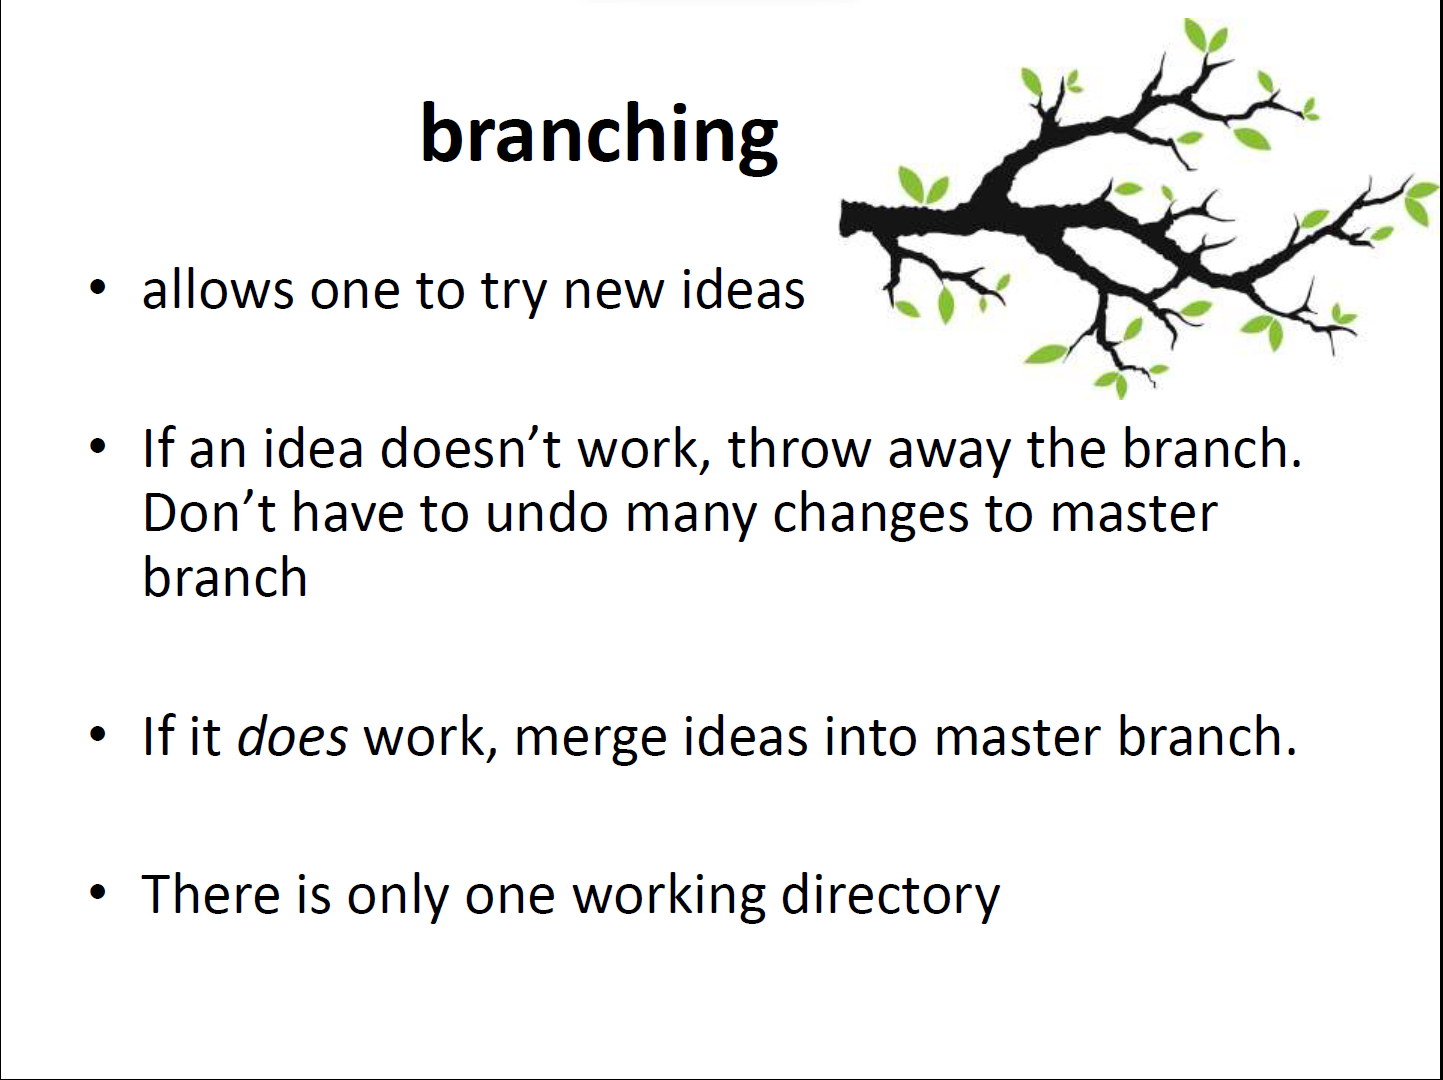 branching
• allows one to try new ideas
• If an idea doesn’t work, throw away the branch.
Don’t have to undo many changes to master
branch
• If it does work, merge ideas into master branch.
• There is only one working directory